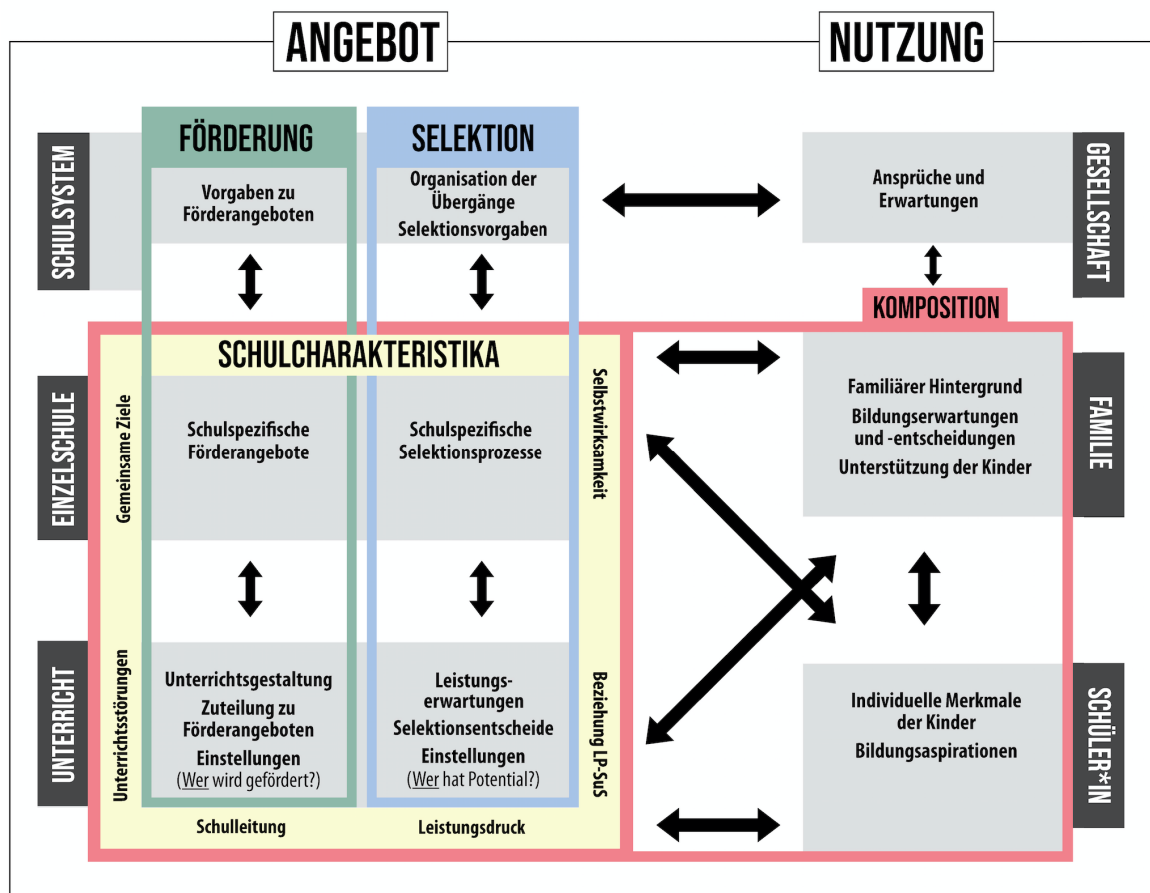 ANGEBOT
NUTZUNG
FÖRDERUNG
SELEKTION
SCHULSYSTEM
Vorgaben zu
Förderangeboten
Organisation der
Übergänge
Selektionsvorgaben
Ansprüche und
Erwartungen
GESELLSCHAFT
KOMPOSITION
SCHULCHARAKTERISTIKA
EINZELSCHULE
Gemeinsame Ziele
Schulspezifische
Förderangebote
Schulspezifische
Selektionsprozesse
Selbstwirksamkeit
Familiärer Hintergrund
Bildungserwartungen
und -entscheidungen
Unterstützung der Kinder
FAMILIE
UNTERRICHT
Unterrichtsstörungen
Unterrichtsgestaltung
Zuteilung zu
Förderangeboten
Einstellungen
(Wer wird gefördert?)
Leistungs-
erwartungen
Selektionsentscheide
Einstellungen
(Wer hat Potential?)
Beziehung LP-SuS
Individuelle Merkmale
der Kinder
Bildungsaspirationen
SCHÜLER*IN
Schulleitung
Leistungsdruck